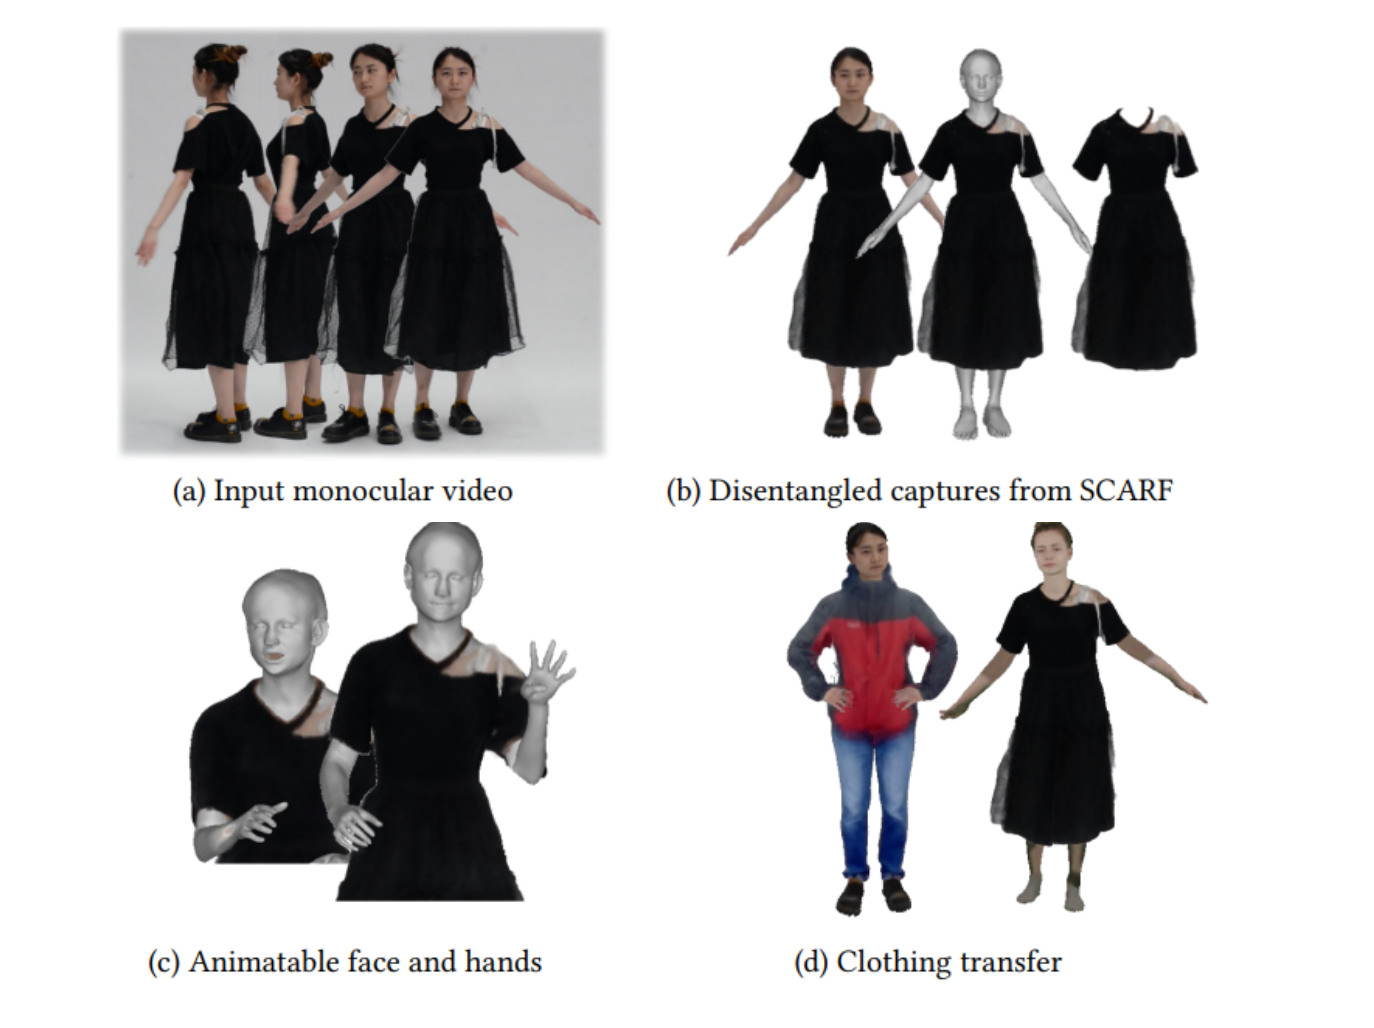 (a) Input monocular video
(b) Disentangled captures from SCARF
(c) Animatable face and hands
(d) Clothing transfer